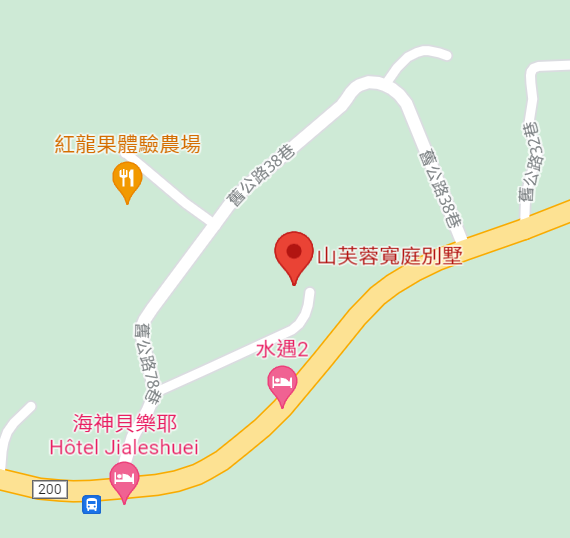 紅龍果體驗農場
舊公路38巷
舊公路38巷
舊公路32巷
山芙蓉寬庭別墅
舊公路78巷
水遇2
海神貝樂耶
Hôtel Jialeshuei
200